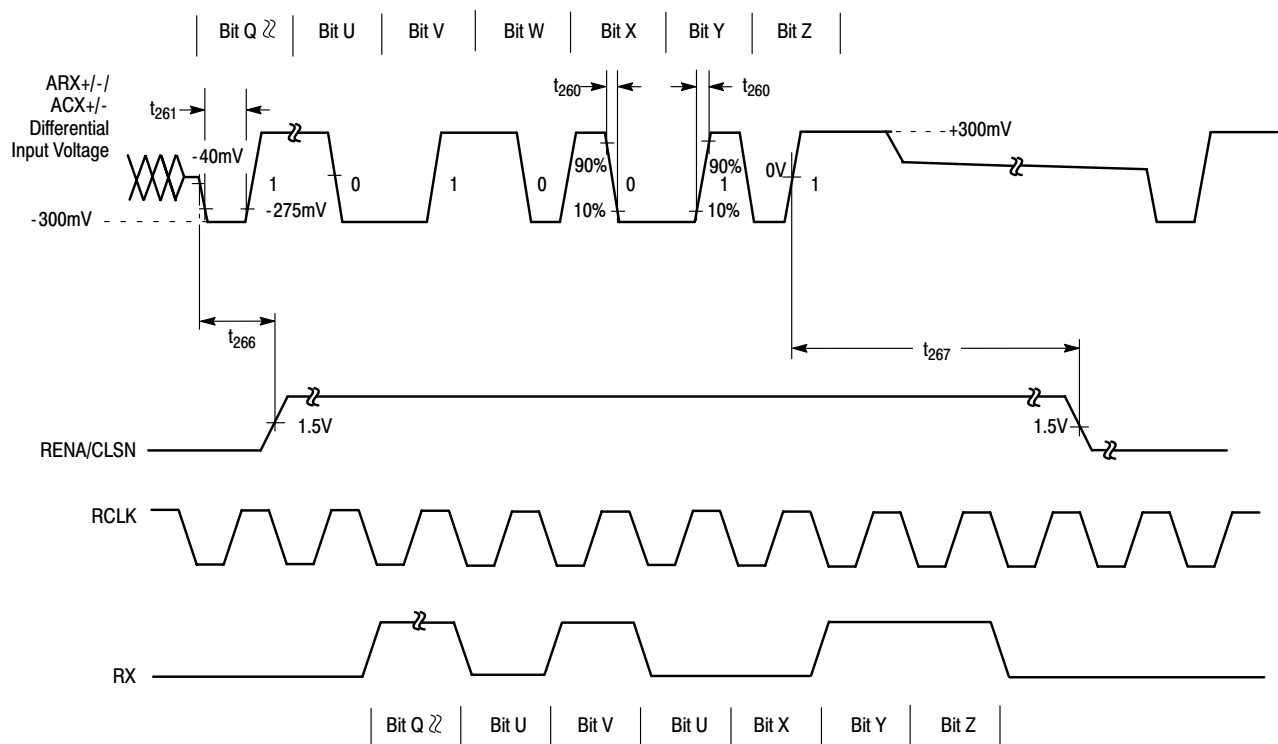 Bit Q Bit U Bit V Bit W Bit X Bit Y Bit Z
ARX+/-/
ACX+/-
Differential
Input Voltage
t261
t260
t260
-40mV
+300mV
90%
90%
0V
1 0 1 0 0 1 1
-275mV
10%
10%
-300mV
t266
t267
1.5V
1.5V
RENA/CLSN
RCLK
RX
Bit Q Bit U Bit V Bit U Bit X Bit Y Bit Z